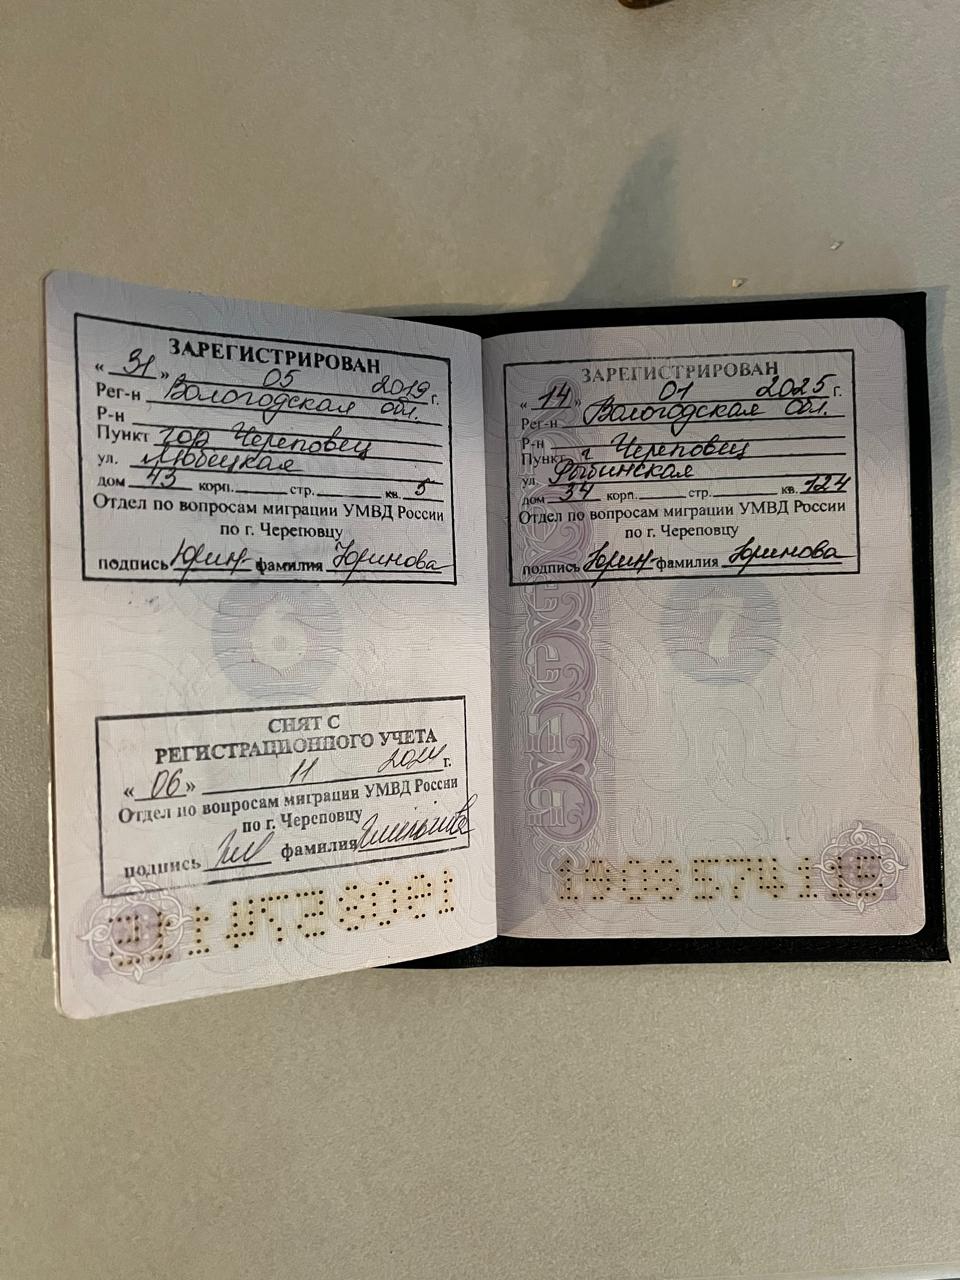 ЗАРЕГИСТРИРОВАН
« 31 » 05 2019 г.
Рег-н Вологодская обл.
Р-н
Пункт гор Череповец
ул. Любецкая
дом 43 корп. стр. кв. 5
Отдел по вопросам миграции УМВД России
по г. Череповцу
подпись Юрин фамилия Юринова
6
СНЯТ С
РЕГИСТРАЦИОННОГО УЧЕТА
« 06 » 11 2024 г.
Отдел по вопросам миграции УМВД России
по г. Череповцу
подпись фамилия
ЗАРЕГИСТРИРОВАН
« 14 » 01 2025 г.
Рег-н Вологодская обл.
Р-н
Пункт г Череповец
ул. Рыбинская
дом 34 корп. стр. кв. 124
Отдел по вопросам миграции УМВД России
по г. Череповцу
подпись Юрин фамилия Юринова
7